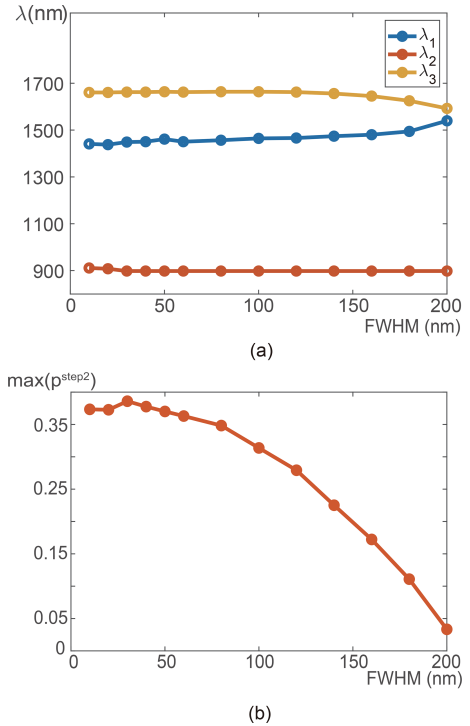 λ(nm)
λ1
λ2
λ3
1700
1500
1300
1100
900
0 50 100 150 200
FWHM (nm)
(a)
max(p^step2)
0.35
0.25
0.15
0.05
0
0 50 100 150 200
FWHM (nm)
(b)